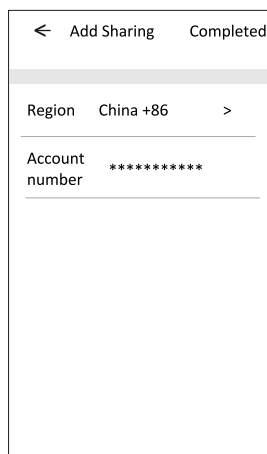 ← Add Sharing Completed
Region China +86 >
Account
number ***********